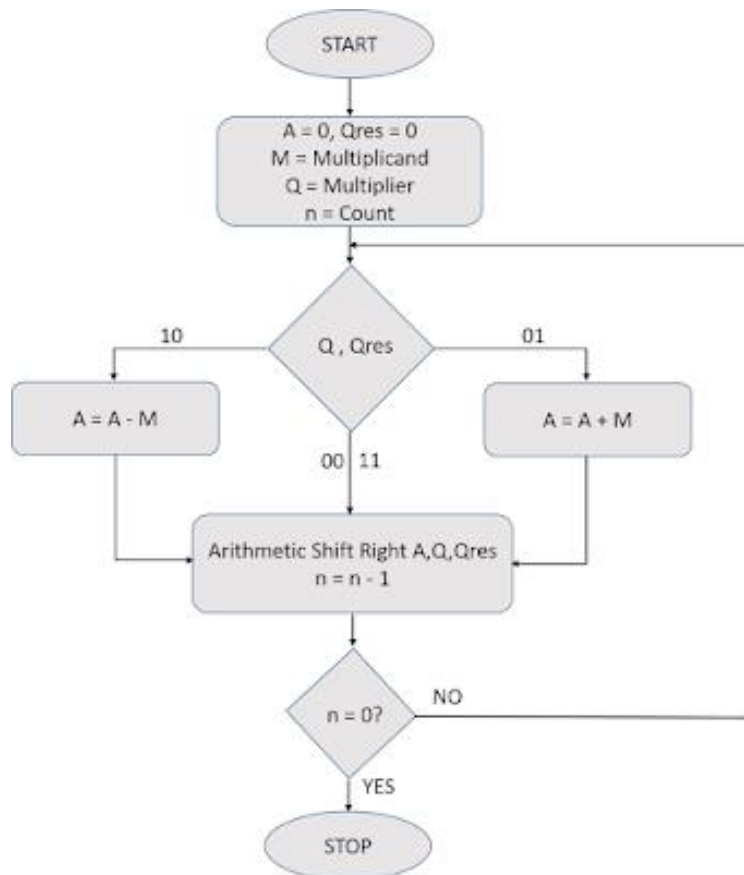 START
A = 0, Qres = 0
M = Multiplicand
Q = Multiplier
n = Count
10
Q , Qres
01
A = A - M
A = A + M
00 11
Arithmetic Shift Right A,Q,Qres
n = n - 1
n = 0?
NO
YES
STOP